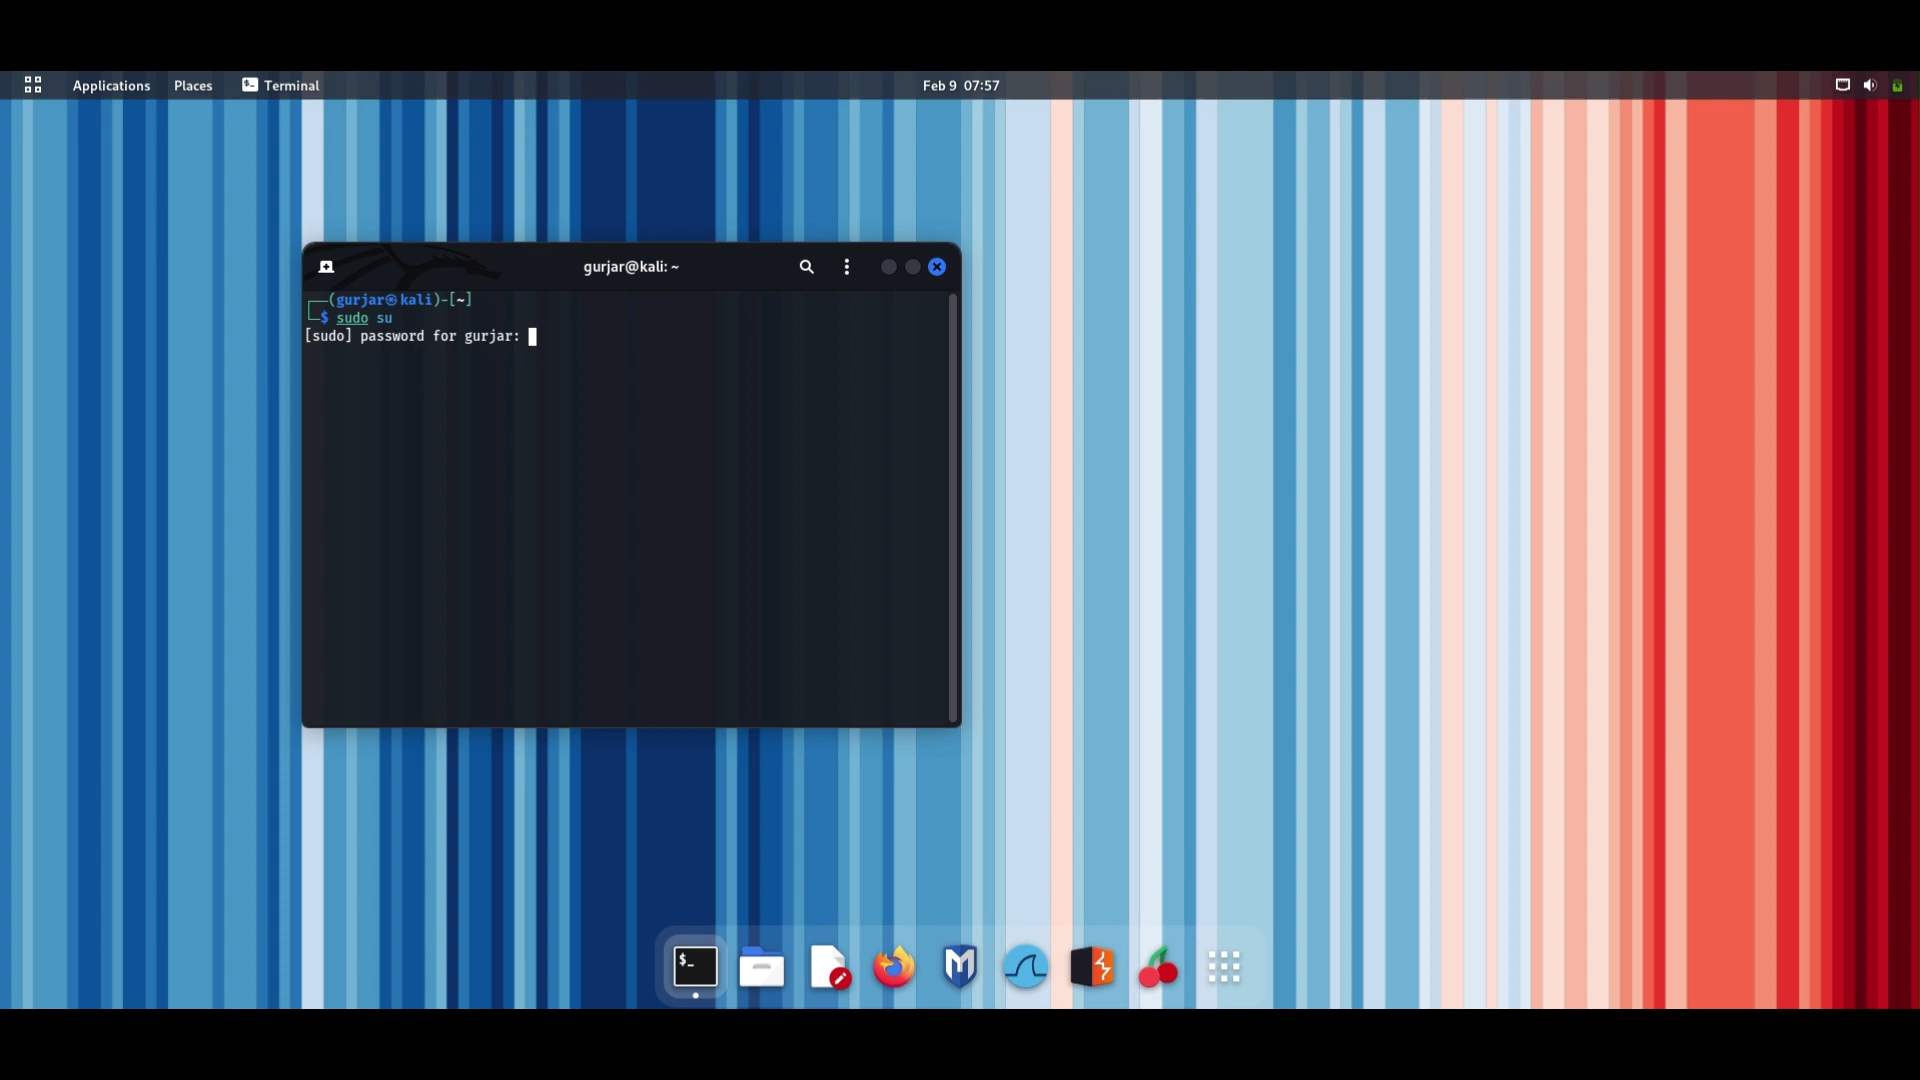 Applications Places Terminal Feb 9 07:57
gurjar@kali: ~
┌──(gurjar㉿kali)-[~]
└─$ sudo su
[sudo] password for gurjar:
$_
M